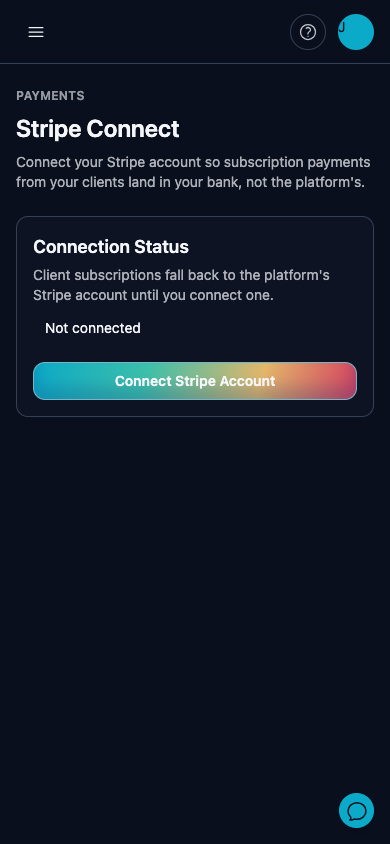 J
PAYMENTS
Stripe Connect
Connect your Stripe account so subscription payments
from your clients land in your bank, not the platform's.
Connection Status
Client subscriptions fall back to the platform's
Stripe account until you connect one.
Not connected
Connect Stripe Account